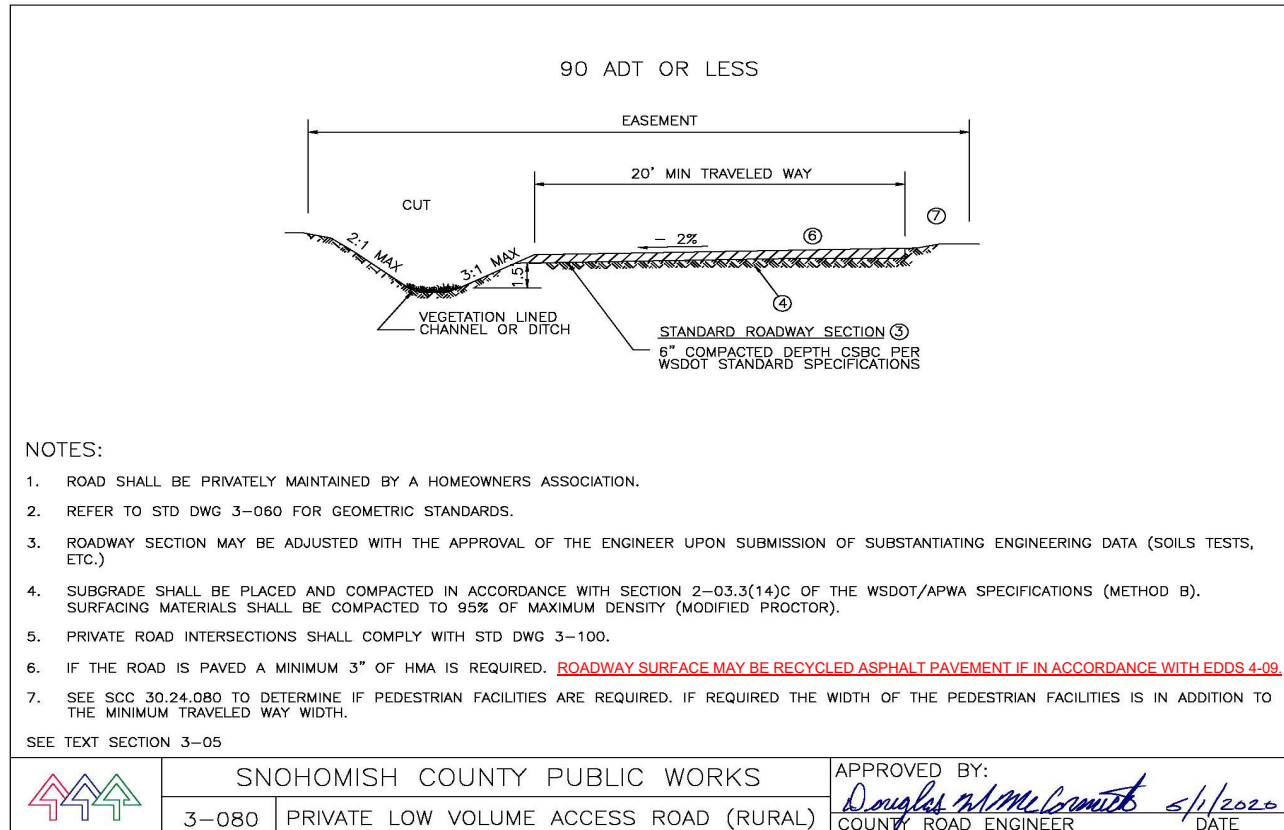 90 ADT OR LESS
EASEMENT
20' MIN TRAVELED WAY
CUT
7
2:1 MAX
3:1 MAX
1.5'
- 2%
6
4
VEGETATION LINED
CHANNEL OR DITCH
STANDARD ROADWAY SECTION 3
6" COMPACTED DEPTH CSBC PER
WSDOT STANDARD SPECIFICATIONS
NOTES:
1. ROAD SHALL BE PRIVATELY MAINTAINED BY A HOMEOWNERS ASSOCIATION.
2. REFER TO STD DWG 3-060 FOR GEOMETRIC STANDARDS.
3. ROADWAY SECTION MAY BE ADJUSTED WITH THE APPROVAL OF THE ENGINEER UPON SUBMISSION OF SUBSTANTIATING ENGINEERING DATA (SOILS TESTS,
ETC.)
4. SUBGRADE SHALL BE PLACED AND COMPACTED IN ACCORDANCE WITH SECTION 2-03.3(14)C OF THE WSDOT/APWA SPECIFICATIONS (METHOD B).
SURFACING MATERIALS SHALL BE COMPACTED TO 95% OF MAXIMUM DENSITY (MODIFIED PROCTOR).
5. PRIVATE ROAD INTERSECTIONS SHALL COMPLY WITH STD DWG 3-100.
6. IF THE ROAD IS PAVED A MINIMUM 3" OF HMA IS REQUIRED. ROADWAY SURFACE MAY BE RECYCLED ASPHALT PAVEMENT IF IN ACCORDANCE WITH EDDS 4-09.
7. SEE SCC 30.24.080 TO DETERMINE IF PEDESTRIAN FACILITIES ARE REQUIRED. IF REQUIRED THE WIDTH OF THE PEDESTRIAN FACILITIES IS IN ADDITION TO
THE MINIMUM TRAVELED WAY WIDTH.
SEE TEXT SECTION 3-05
SNOHOMISH COUNTY PUBLIC WORKS
3-080 PRIVATE LOW VOLUME ACCESS ROAD (RURAL)
APPROVED BY:
Douglas W McCormick 5/1/2020
COUNTY ROAD ENGINEER DATE